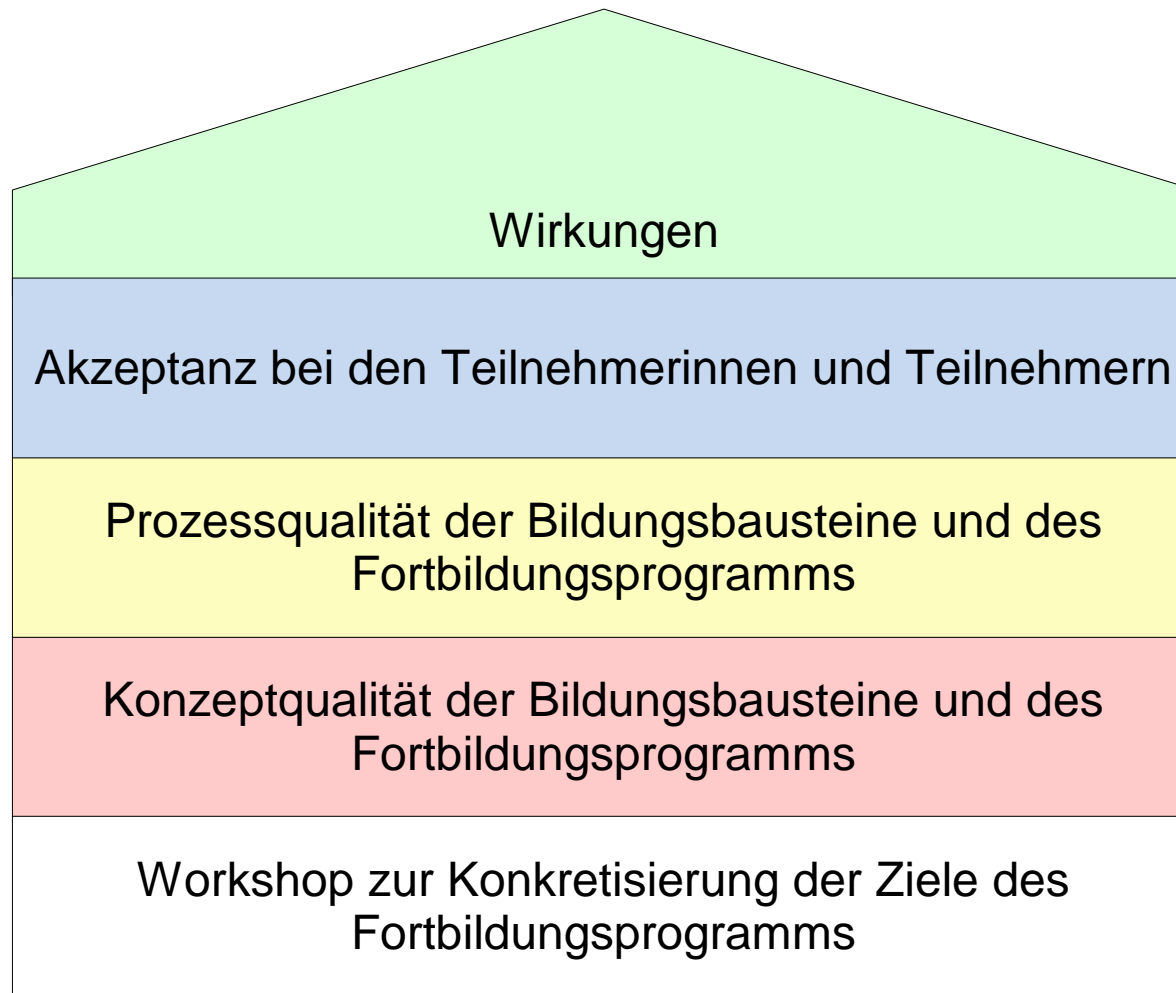 Wirkungen
Akzeptanz bei den Teilnehmerinnen und Teilnehmern
Prozessqualität der Bildungsbausteine und des
Fortbildungsprogramms
Konzeptqualität der Bildungsbausteine und des
Fortbildungsprogramms
Workshop zur Konkretisierung der Ziele des
Fortbildungsprogramms